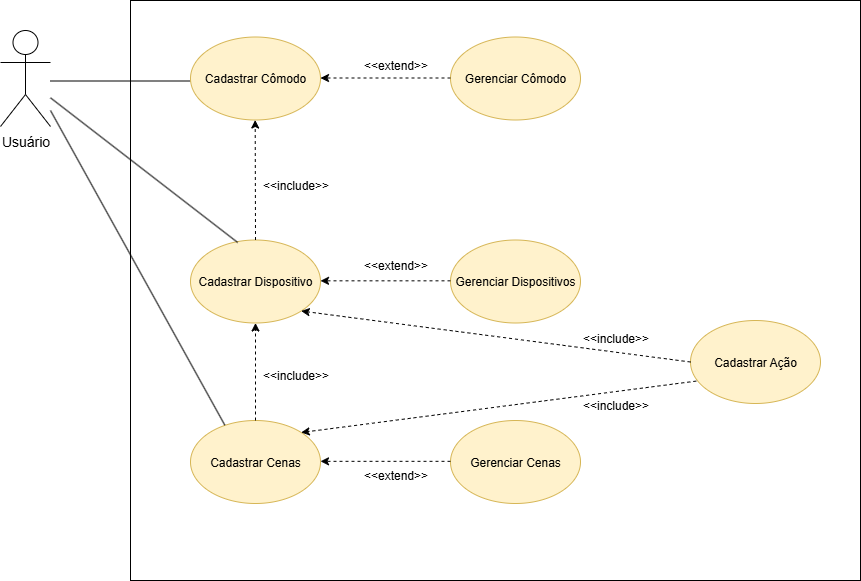 Usuário
Cadastrar Cômodo
<<extend>>
Gerenciar Cômodo
<<include>>
Cadastrar Dispositivo
<<extend>>
Gerenciar Dispositivos
<<include>>
Cadastrar Ação
<<include>>
<<include>>
Cadastrar Cenas
<<extend>>
Gerenciar Cenas